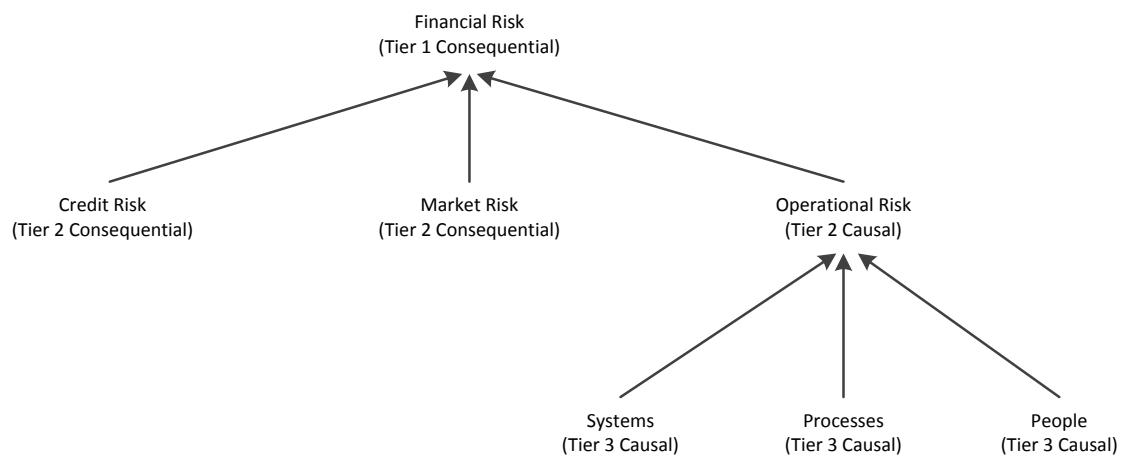 Financial Risk
(Tier 1 Consequential)
Credit Risk
(Tier 2 Consequential)
Market Risk
(Tier 2 Consequential)
Operational Risk
(Tier 2 Causal)
Systems
(Tier 3 Causal)
Processes
(Tier 3 Causal)
People
(Tier 3 Causal)